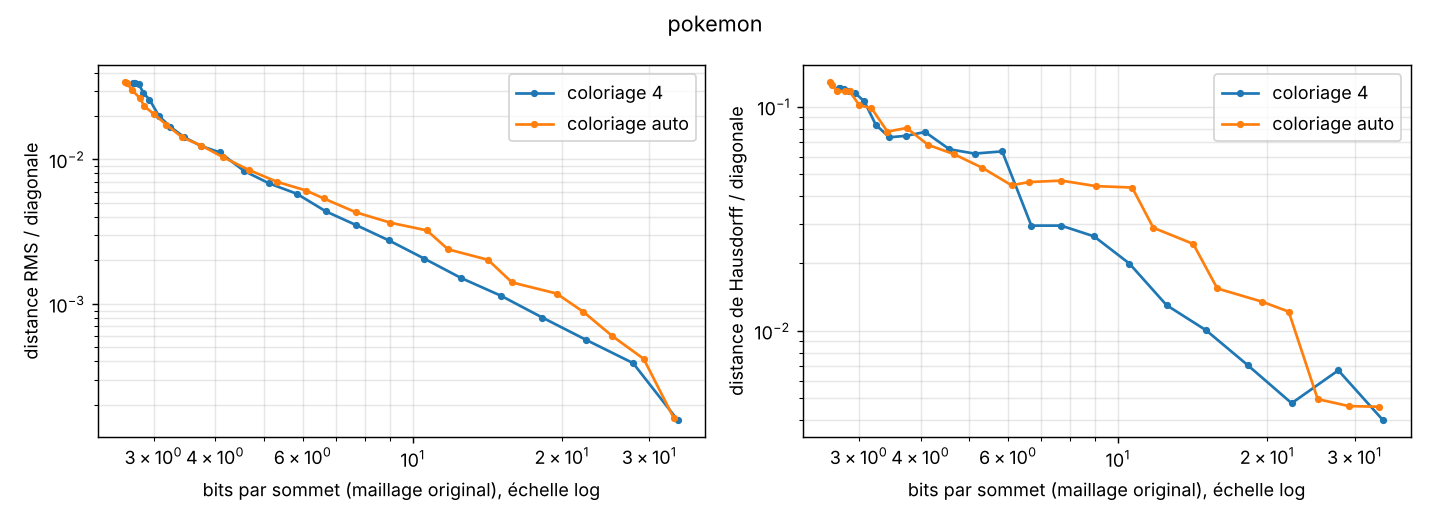 pokemon
distance RMS / diagonale
10⁻²
10⁻³
coloriage 4
coloriage auto
3 × 10⁰ 4 × 10⁰ 6 × 10⁰ 10¹ 2 × 10¹ 3 × 10¹
bits par sommet (maillage original), échelle log
distance de Hausdorff / diagonale
10⁻¹
10⁻²
coloriage 4
coloriage auto
3 × 10⁰ 4 × 10⁰ 6 × 10⁰ 10¹ 2 × 10¹ 3 × 10¹
bits par sommet (maillage original), échelle log